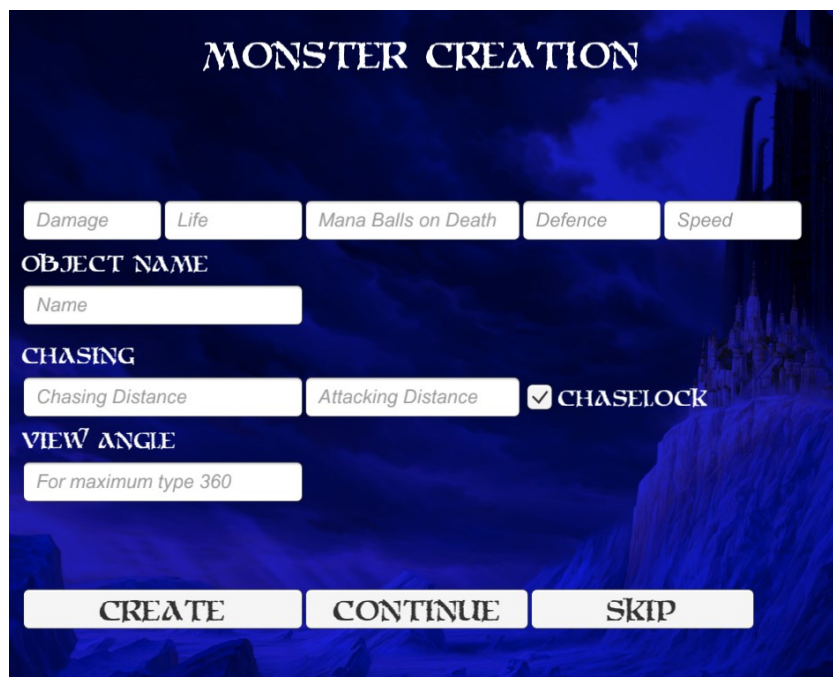 MONSTER CREATION
Damage Life Mana Balls on Death Defence Speed
OBJECT NAME
Name
CHASING
Chasing Distance Attacking Distance CHASELOCK
VIEW ANGLE
For maximum type 360
CREATE CONTINUE SKIP